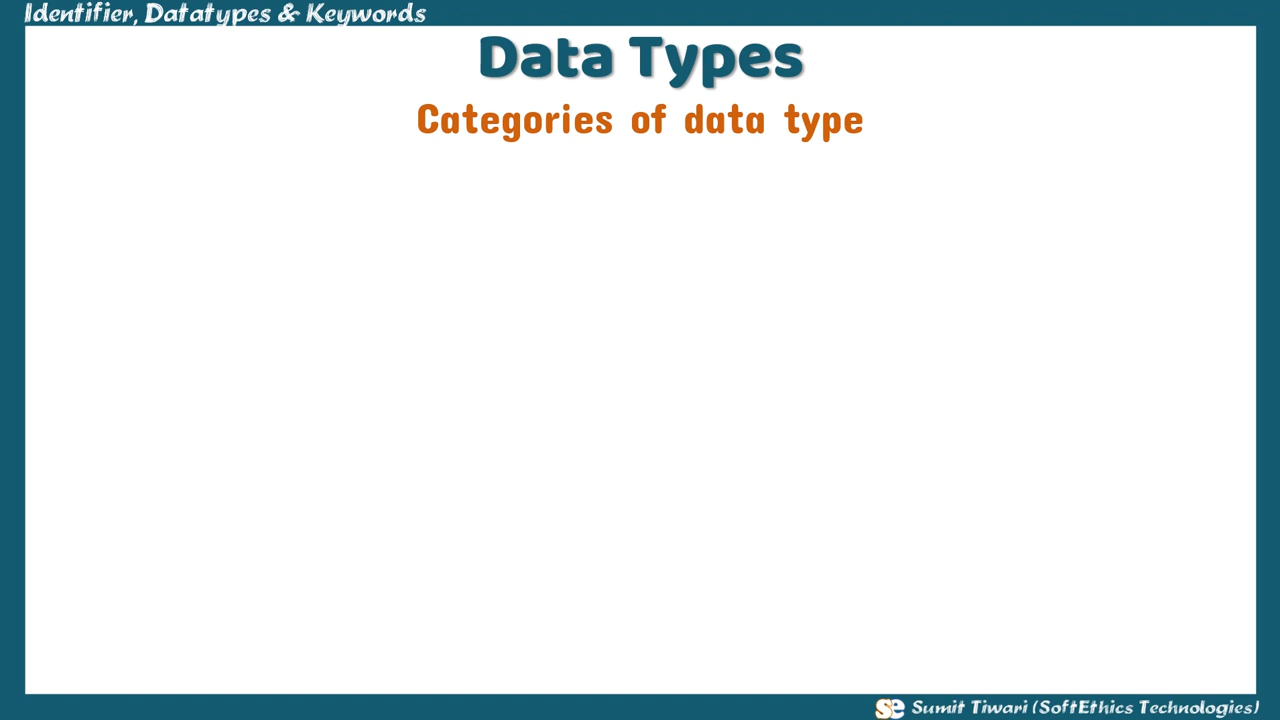 Identifier, Datatypes & Keywords
Data Types
Categories of data type
se Sumit Tiwari (SoftEthics Technologies)